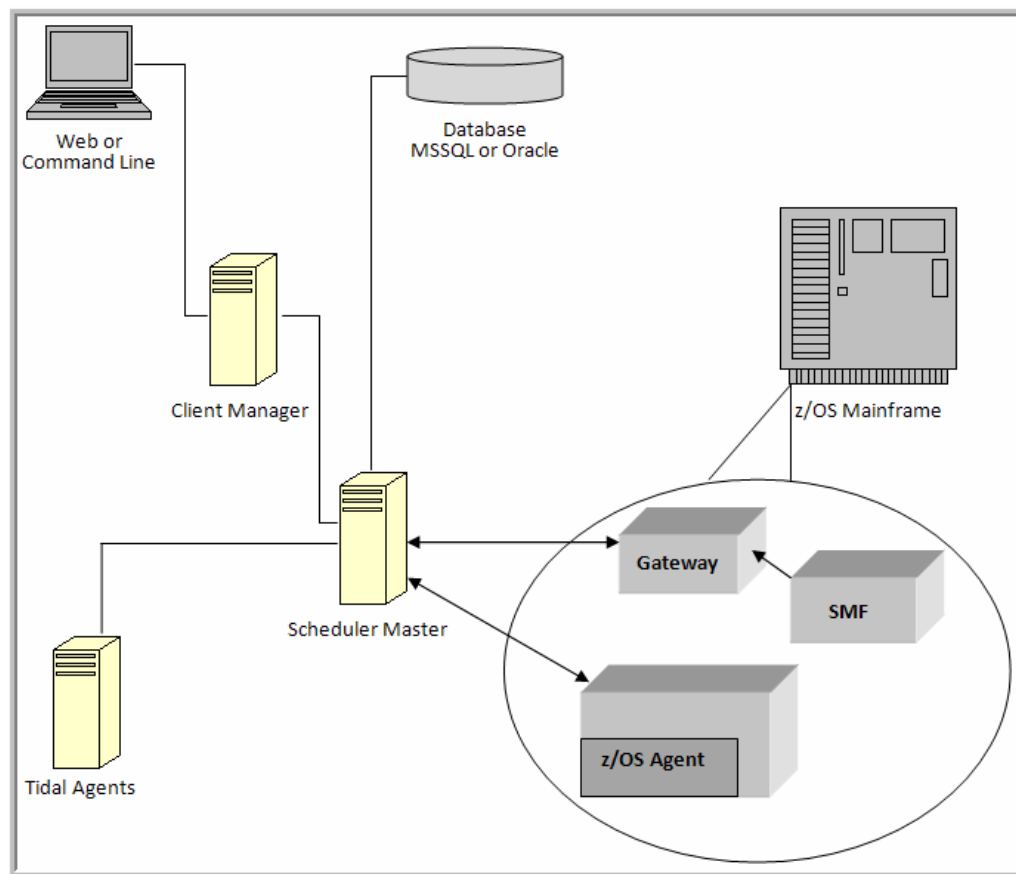 Web or
Command Line
Database
MSSQL or Oracle
Client Manager
z/OS Mainframe
Gateway
SMF
Scheduler Master
z/OS Agent
Tidal Agents